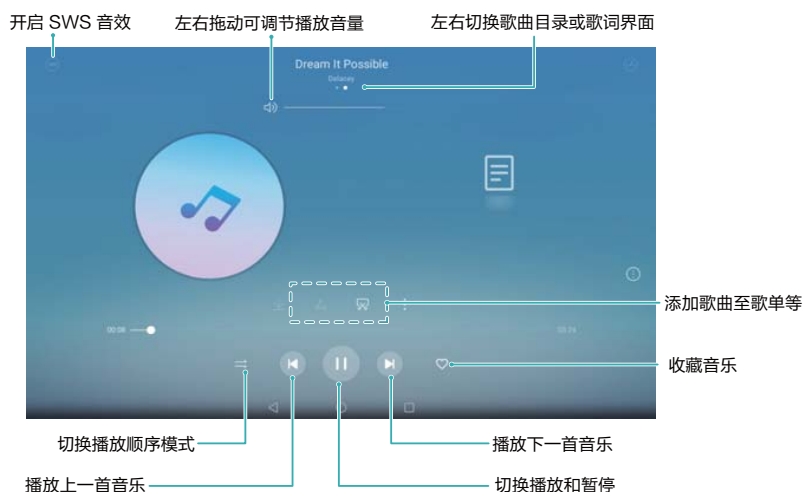 开启 SWS 音效
左右拖动可调节播放音量
左右切换歌曲目录或歌词界面
Dream It Possible
Delacey
00:08
添加歌曲至歌单等
收藏音乐
切换播放顺序模式
播放下一首音乐
播放上一首音乐
切换播放和暂停